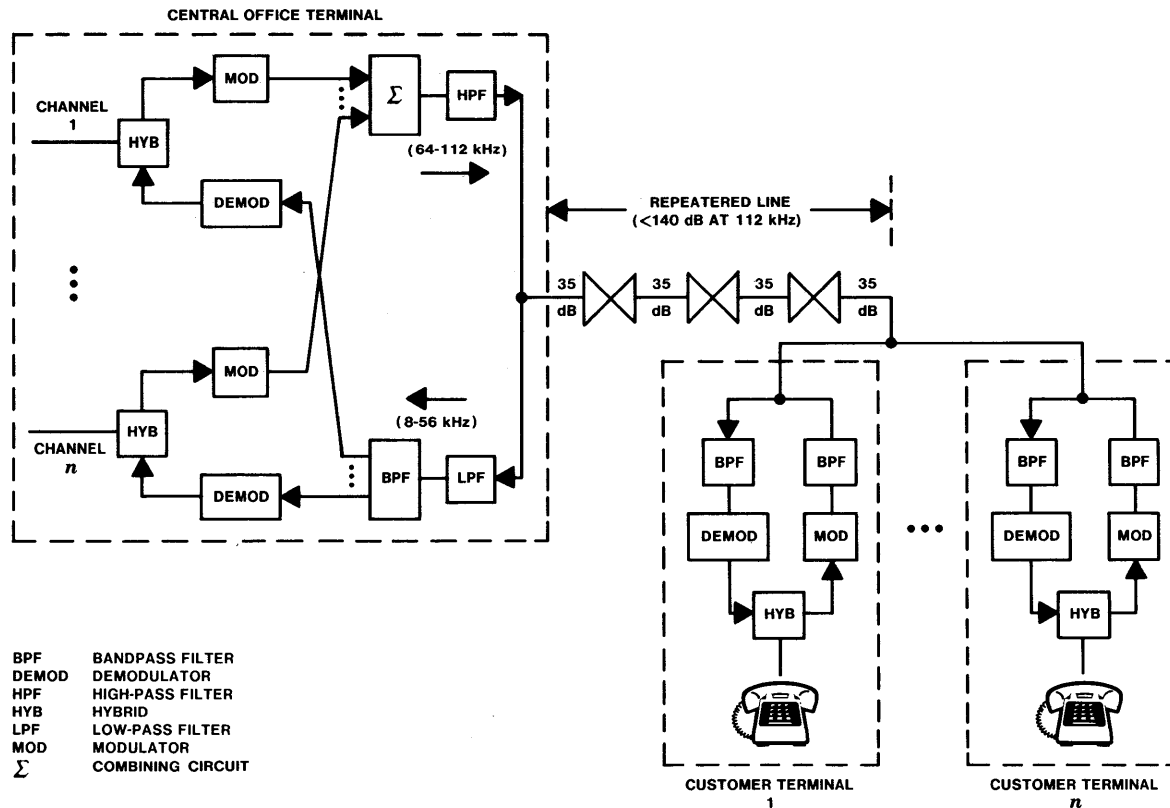 CENTRAL OFFICE TERMINAL
MOD
Σ
HPF
CHANNEL
1
HYB
(64-112 kHz)
DEMOD
REPEATERED LINE
(<140 dB AT 112 kHz)
35
dB
35
dB
35
dB
35
dB
MOD
(8-56 kHz)
HYB
CHANNEL
n
DEMOD
BPF
LPF
BPF
BPF
DEMOD
MOD
HYB
BPF
BPF
DEMOD
MOD
HYB
CUSTOMER TERMINAL
1
CUSTOMER TERMINAL
n
BPF BANDPASS FILTER
DEMOD DEMODULATOR
HPF HIGH-PASS FILTER
HYB HYBRID
LPF LOW-PASS FILTER
MOD MODULATOR
Σ COMBINING CIRCUIT